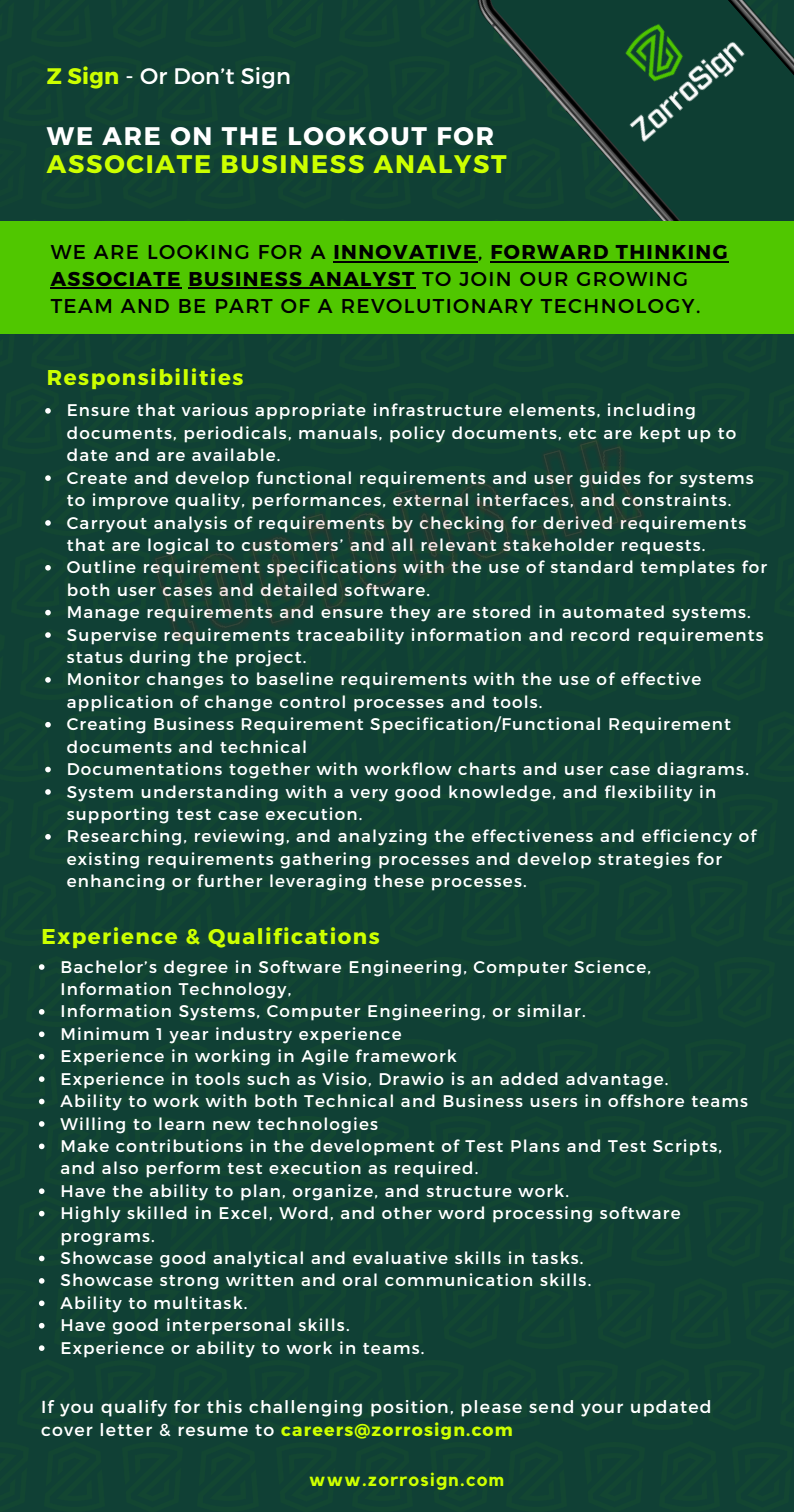 Z Sign - Or Don't Sign
ZorroSign
WE ARE ON THE LOOKOUT FOR
ASSOCIATE BUSINESS ANALYST
WE ARE LOOKING FOR A INNOVATIVE, FORWARD THINKING
ASSOCIATE BUSINESS ANALYST TO JOIN OUR GROWING
TEAM AND BE PART OF A REVOLUTIONARY TECHNOLOGY.
Responsibilities
• Ensure that various appropriate infrastructure elements, including
documents, periodicals, manuals, policy documents, etc are kept up to
date and are available.
• Create and develop functional requirements and user guides for systems
to improve quality, performances, external interfaces, and constraints.
• Carryout analysis of requirements by checking for derived requirements
that are logical to customers' and all relevant stakeholder requests.
• Outline requirement specifications with the use of standard templates for
both user cases and detailed software.
• Manage requirements and ensure they are stored in automated systems.
• Supervise requirements traceability information and record requirements
status during the project.
• Monitor changes to baseline requirements with the use of effective
application of change control processes and tools.
• Creating Business Requirement Specification/Functional Requirement
documents and technical
• Documentations together with workflow charts and user case diagrams.
• System understanding with a very good knowledge, and flexibility in
supporting test case execution.
• Researching, reviewing, and analyzing the effectiveness and efficiency of
existing requirements gathering processes and develop strategies for
enhancing or further leveraging these processes.
topjobs.lk
Experience & Qualifications
• Bachelor's degree in Software Engineering, Computer Science,
Information Technology,
• Information Systems, Computer Engineering, or similar.
• Minimum 1 year industry experience
• Experience in working in Agile framework
• Experience in tools such as Visio, Drawio is an added advantage.
• Ability to work with both Technical and Business users in offshore teams
• Willing to learn new technologies
• Make contributions in the development of Test Plans and Test Scripts,
and also perform test execution as required.
• Have the ability to plan, organize, and structure work.
• Highly skilled in Excel, Word, and other word processing software
programs.
• Showcase good analytical and evaluative skills in tasks.
• Showcase strong written and oral communication skills.
• Ability to multitask.
• Have good interpersonal skills.
• Experience or ability to work in teams.
If you qualify for this challenging position, please send your updated
cover letter & resume to careers@zorrosign.com
www.zorrosign.com